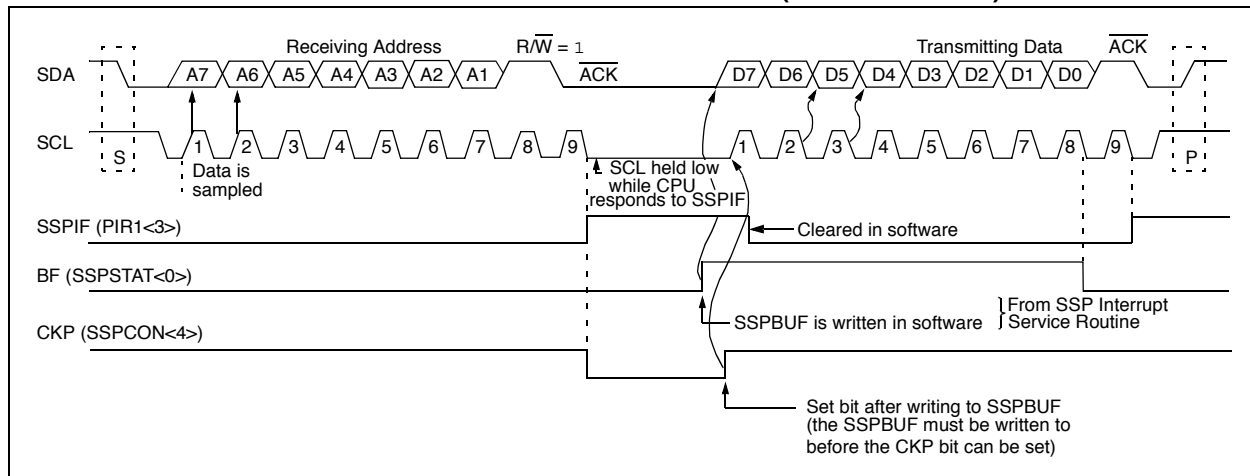 Receiving Address R/W = 1 Transmitting Data ACK
SDA A7 A6 A5 A4 A3 A2 A1 ACK D7 D6 D5 D4 D3 D2 D1 D0
SCL S 1 2 3 4 5 6 7 8 9 1 2 3 4 5 6 7 8 9 P
Data is
sampled
SCL held low
while CPU
responds to SSPIF
SSPIF (PIR1<3>)
Cleared in software
BF (SSPSTAT<0>)
SSPBUF is written in software
From SSP Interrupt
Service Routine
CKP (SSPCON<4>)
Set bit after writing to SSPBUF
(the SSPBUF must be written to
before the CKP bit can be set)